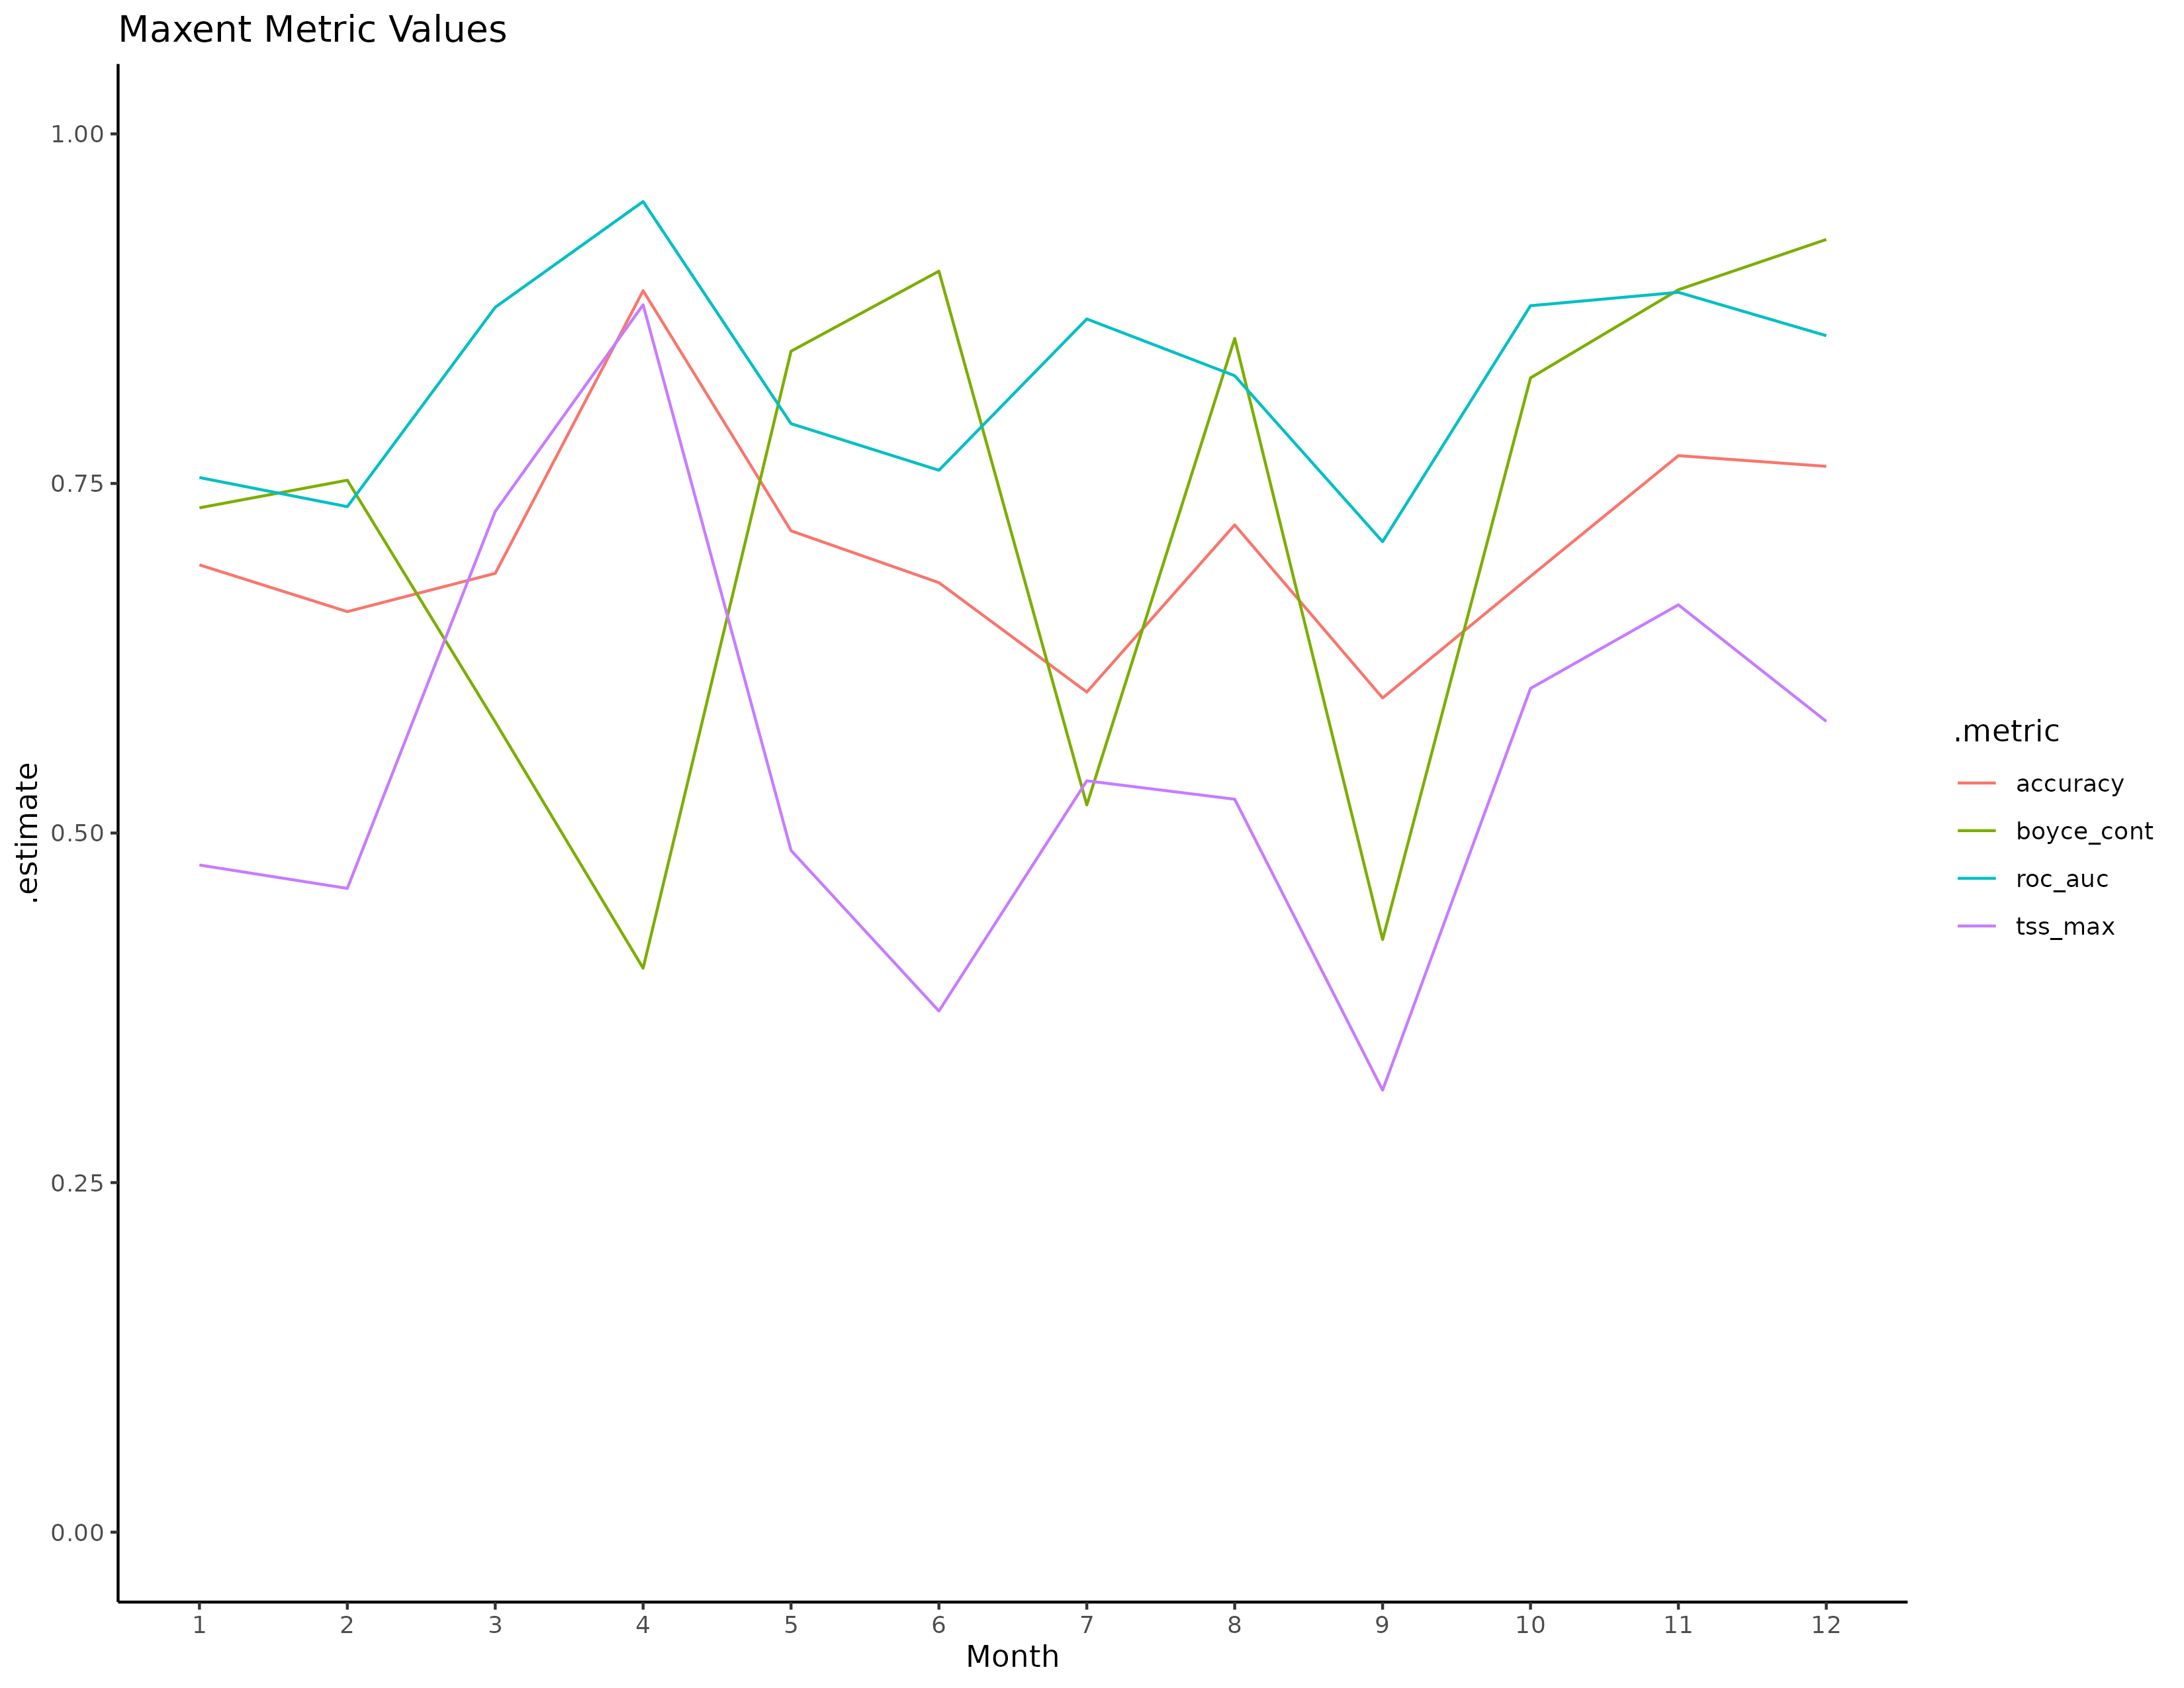 Maxent Metric Values
1.00
0.75
0.50
0.25
0.00
.estimate
1 2 3 4 5 6 7 8 9 10 11 12
Month
.metric
accuracy
boyce_cont
roc_auc
tss_max